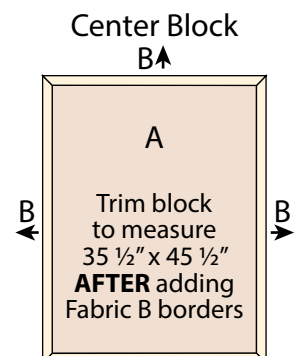 Center Block
B
A
B
B
Trim block
to measure
35 ½” x 45 ½”
AFTER adding
Fabric B borders